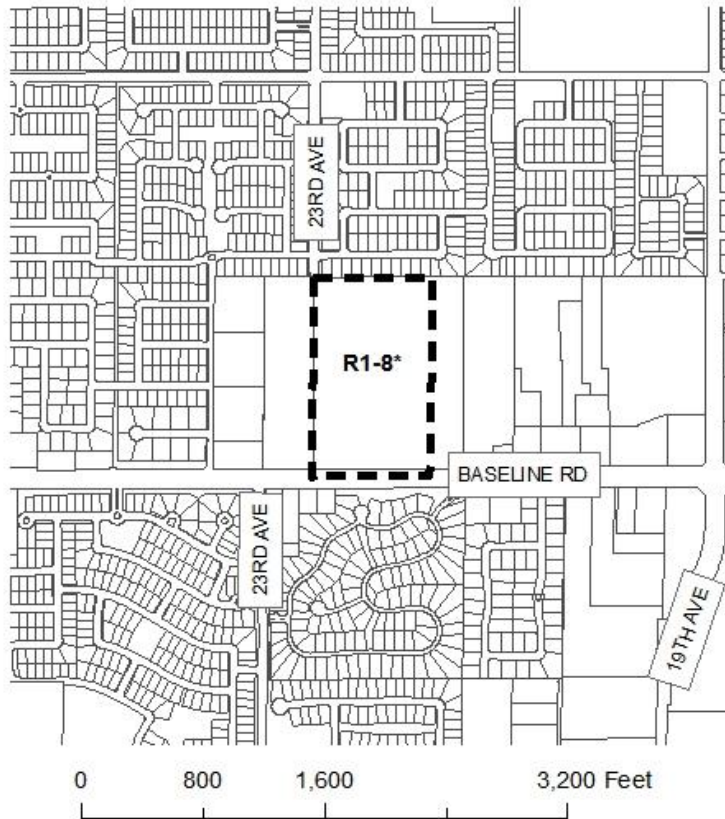 23RD AVE
R1-8*
BASELINE RD
23RD AVE
19TH AVE
0 800 1,600 3,200 Feet